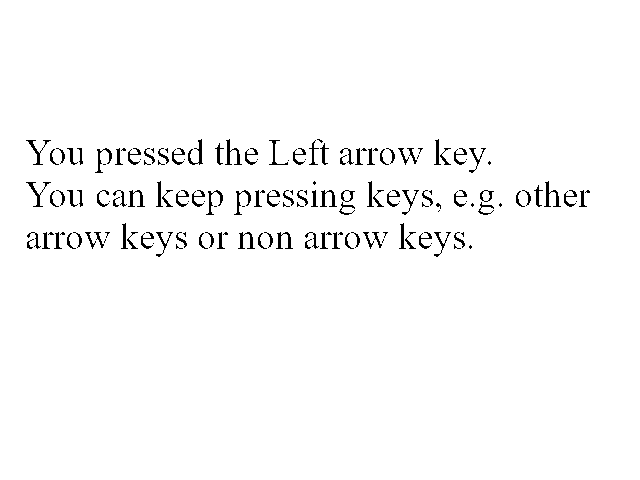 You pressed the Left arrow key.
You can keep pressing keys, e.g. other
arrow keys or non arrow keys.